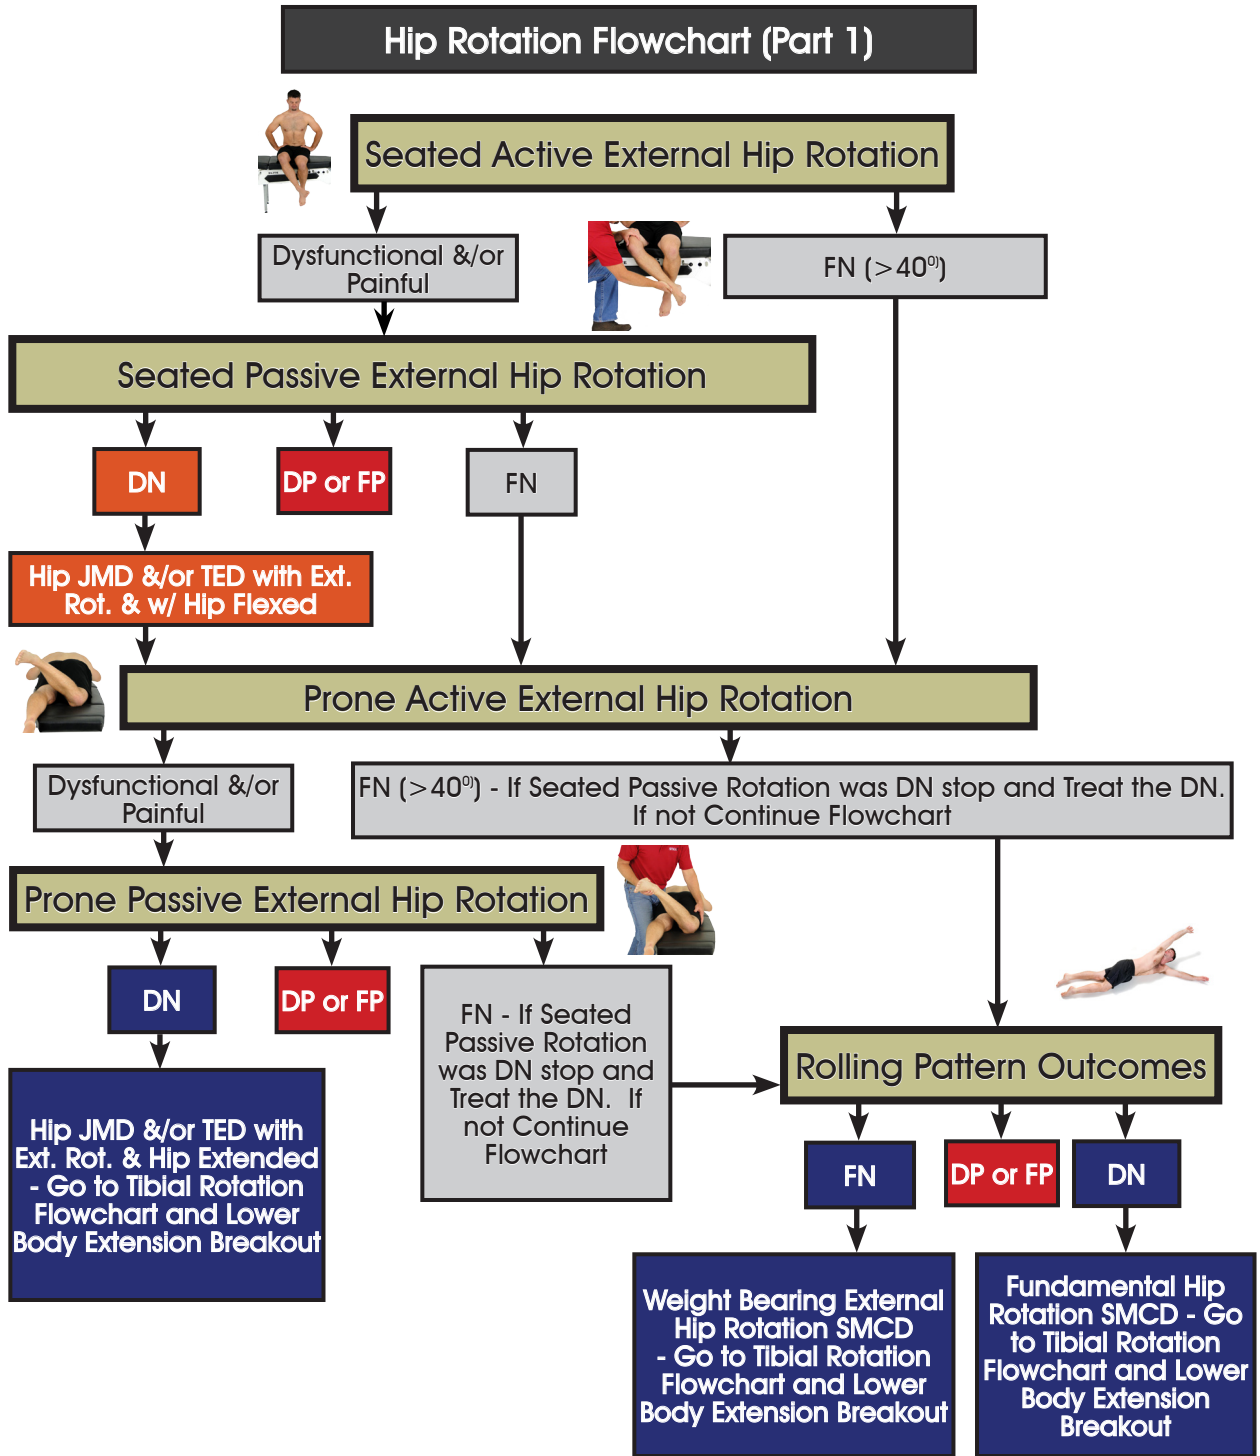 Hip Rotation Flowchart (Part 1)
Seated Active External Hip Rotation
Dysfunctional &/or
Painful
FN (>40⁰⁾)
Seated Passive External Hip Rotation
DN
DP or FP
FN
Hip JMD &/or TED with Ext.
Rot. & w/ Hip Flexed
Prone Active External Hip Rotation
Dysfunctional &/or
Painful
FN (>40⁰⁾) - If Seated Passive Rotation was DN stop and Treat the DN.
If not Continue Flowchart
Prone Passive External Hip Rotation
DN
DP or FP
FN - If Seated
Passive Rotation
was DN stop and
Treat the DN. If
not Continue
Flowchart
Rolling Pattern Outcomes
Hip JMD &/or TED with
Ext. Rot. & Hip Extended
- Go to Tibial Rotation
Flowchart and Lower
Body Extension Breakout
FN
DP or FP
DN
Weight Bearing External
Hip Rotation SMCD
- Go to Tibial Rotation
Flowchart and Lower
Body Extension Breakout
Fundamental Hip
Rotation SMCD - Go
to Tibial Rotation
Flowchart and Lower
Body Extension
Breakout